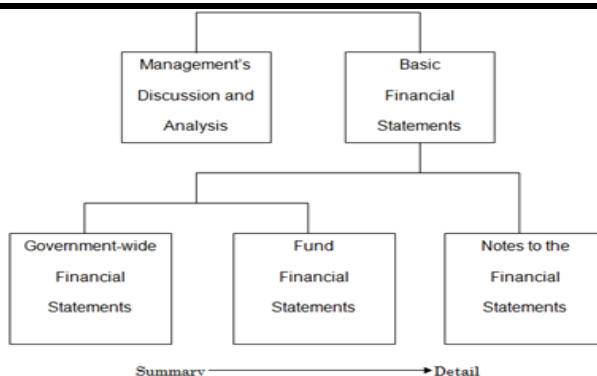 Management's
Discussion and
Analysis
Basic
Financial
Statements
Government-wide
Financial
Statements
Fund
Financial
Statements
Notes to the
Financial
Statements
Summary
Detail